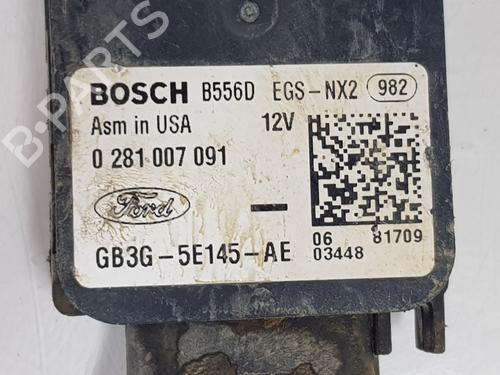 BOSCH B556D EGS-NX2 982
Asm in USA 12V
0 281 007 091
Ford
GB3G-5E145-AE
06 81709
03448
B-PARTS